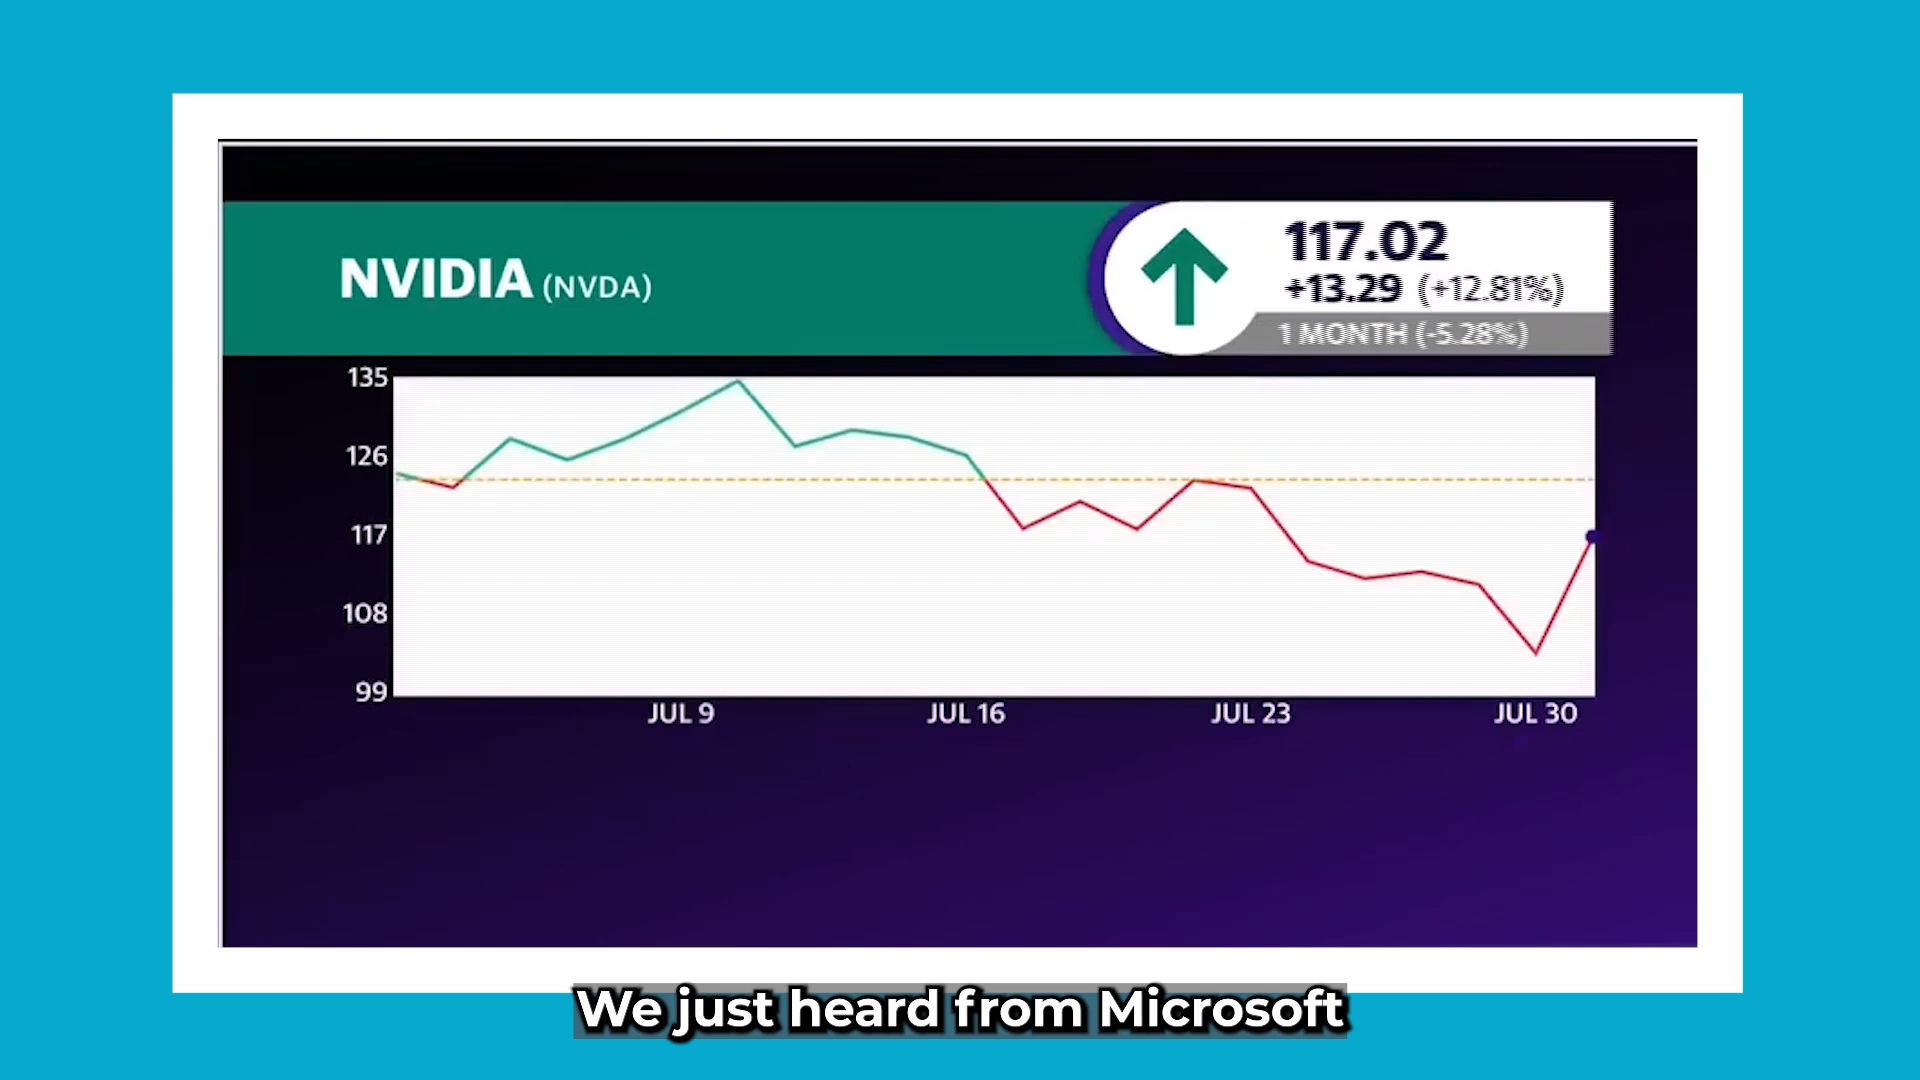 NVIDIA (NVDA)
117.02
+13.29 (+12.81%)
1 MONTH (-5.28%)
135
126
117
108
99
JUL 9 JUL 16 JUL 23 JUL 30
We just heard from Microsoft